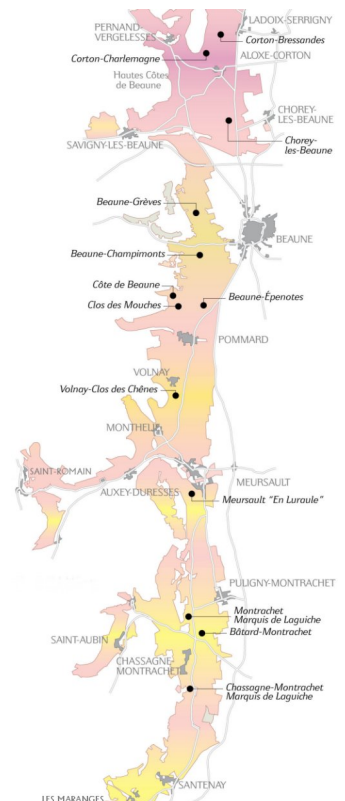 PERNAND-
VERGELESSES
LADOIX-SERRIGNY
Corton-Bressandes
Corton-Charlemagne
ALOXE-CORTON
Hautes Côtes
de Beaune
CHOREY-
LES-BEAUNE
SAVIGNY-LES-BEAUNE
Chorey-
les-Beaune
Beaune-Grèves
BEAUNE
Beaune-Champimonts
Côte de Beaune
Clos des Mouches
Beaune-Épenotes
POMMARD
VOLNAY
Volnay-Clos des Chênes
MONTHELIE
SAINT-ROMAIN
MEURSAULT
AUXEY-DURESSES
Meursault "En Luraule"
PULIGNY-MONTRACHET
Montrachet
Marquis de Laguiche
Bâtard-Montrachet
SAINT-AUBIN
CHASSAGNE-
MONTRACHET
Chassagne-Montrachet
Marquis de Laguiche
SANTENAY
LES MARANGES